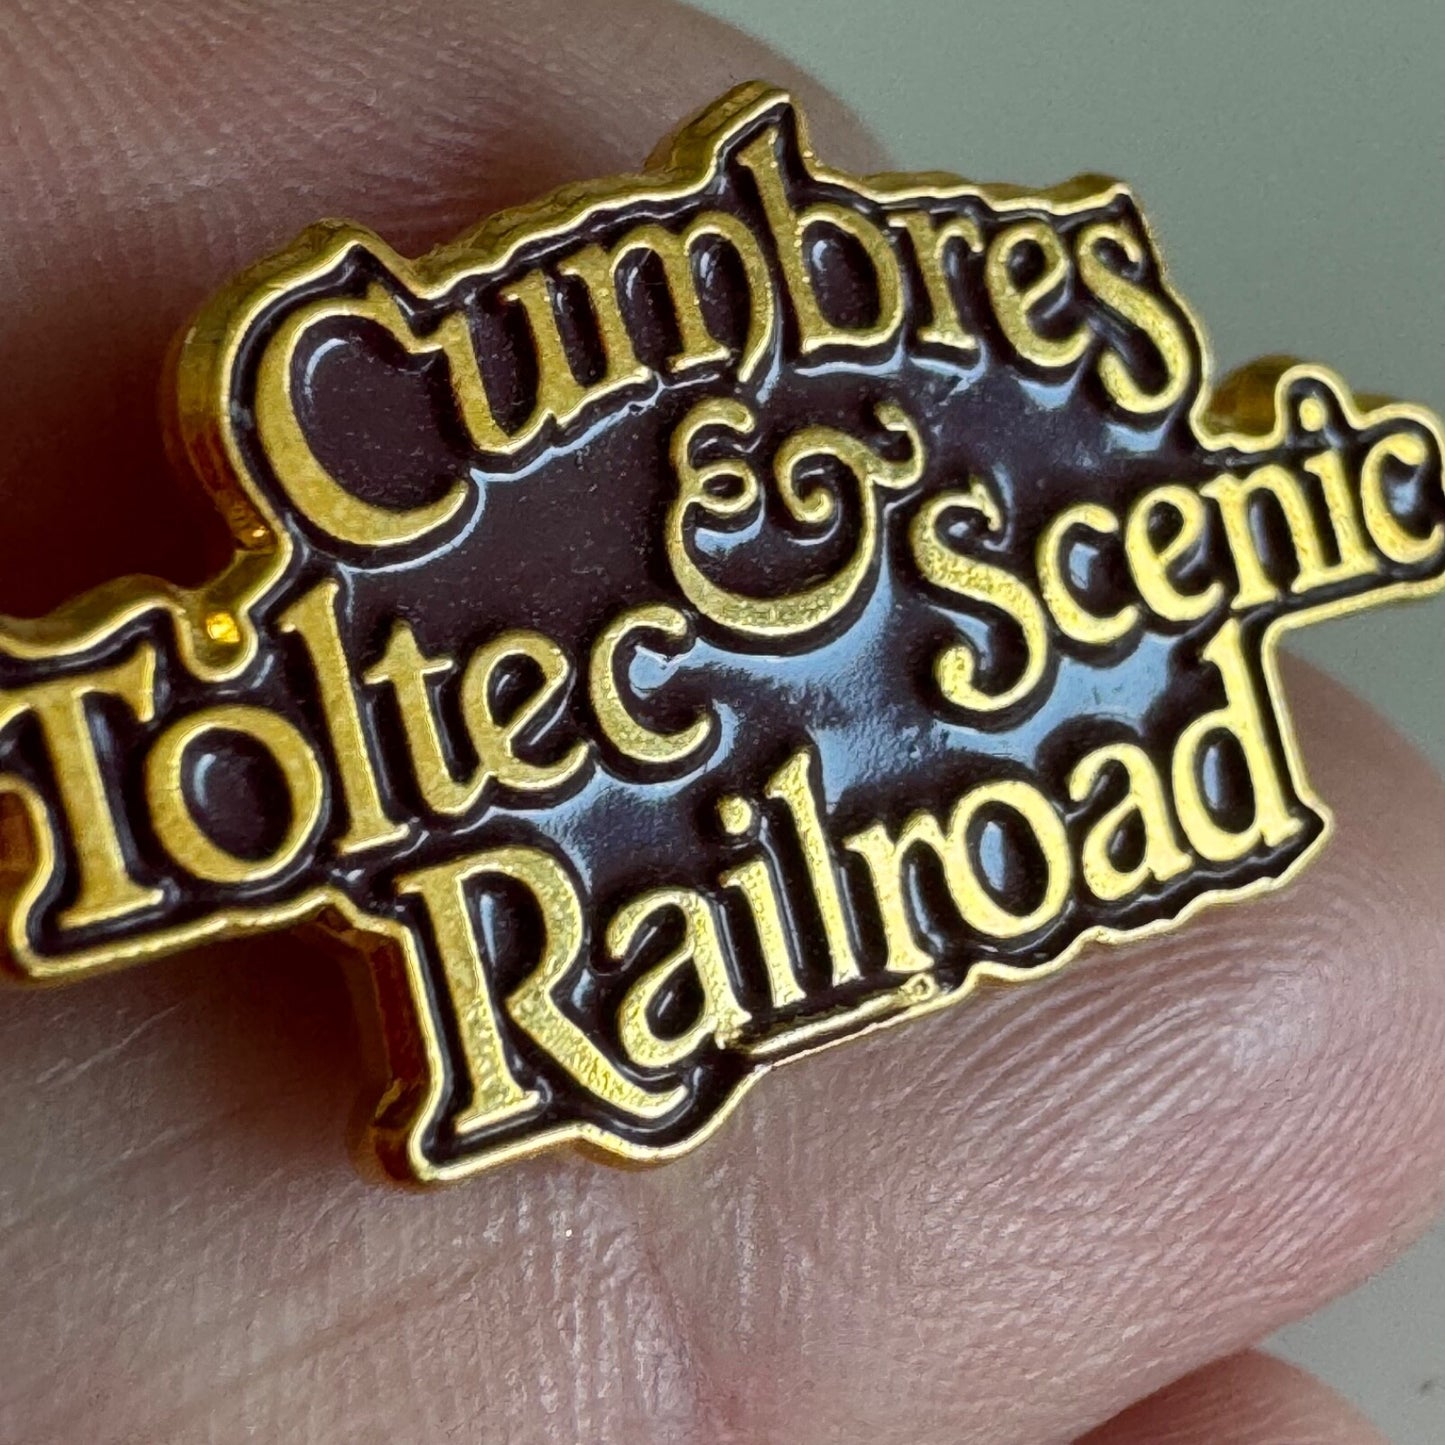 Cumbres
&
Toltec Scenic
Railroad